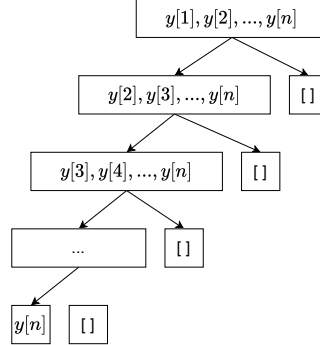 y[1], y[2], ..., y[n]
y[2], y[3], ..., y[n] []
y[3], y[4], ..., y[n] []
... []
y[n] []